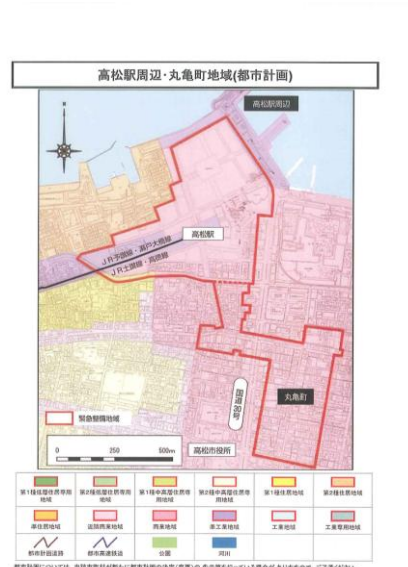 高松駅周辺・丸亀町地域(都市計画)
高松駅周辺
高松駅
JR予讃線・瀬戸大橋線
JR土讃線・高徳線
丸亀町
国道30号
緊急整備地域
0 250 500m
高松市役所
第1種低層住居専用地域
第2種低層住居専用地域
第1種中高層住居専用地域
第2種中高層住居専用地域
第1種住居地域
第2種住居地域
準住居地域
近隣商業地域
商業地域
準工業地域
工業地域
工業専用地域
都市計画道路
都市高速鉄道
公園
河川